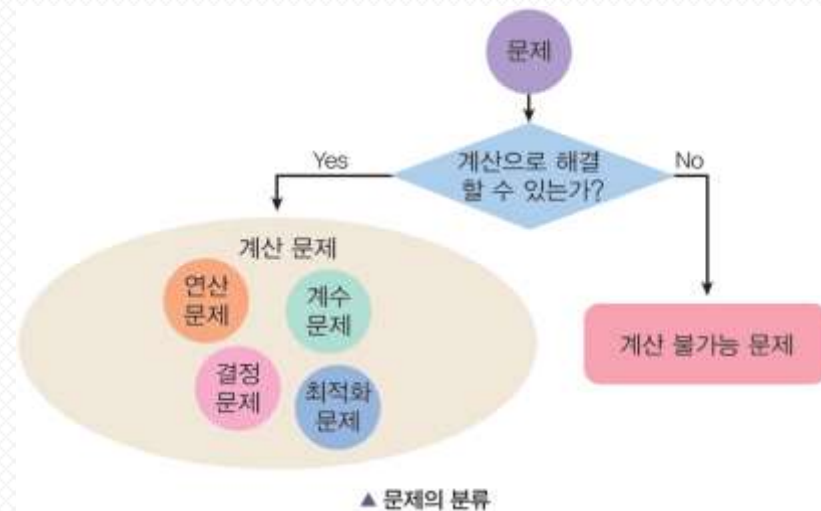 문제
계산으로 해결
할 수 있는가?
Yes
No
계산 문제
연산
문제
계수
문제
결정
문제
최적화
문제
계산 불가능 문제
▲ 문제의 분류